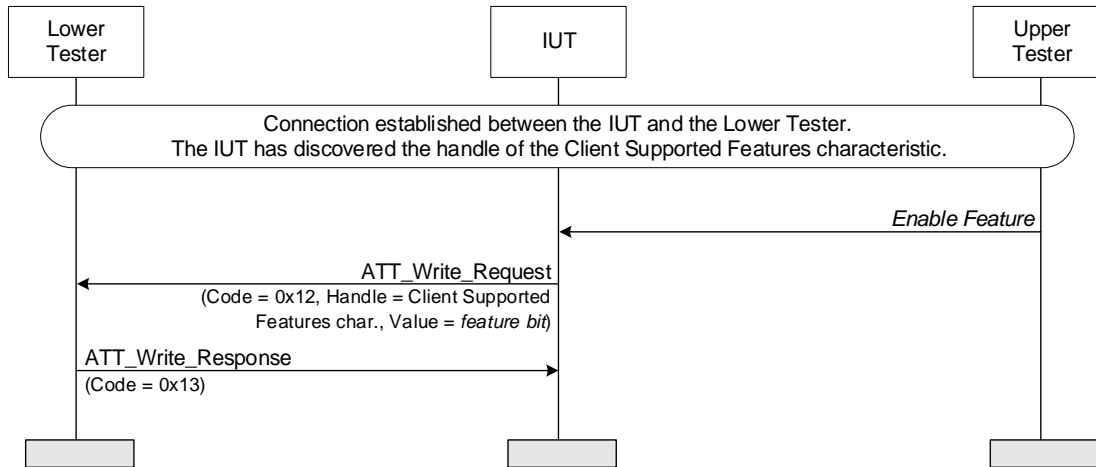 Lower
Tester
IUT
Upper
Tester
Connection established between the IUT and the Lower Tester.
The IUT has discovered the handle of the Client Supported Features characteristic.
Enable Feature
ATT_Write_Request
(Code = 0x12, Handle = Client Supported
Features char., Value = feature bit)
ATT_Write_Response
(Code = 0x13)